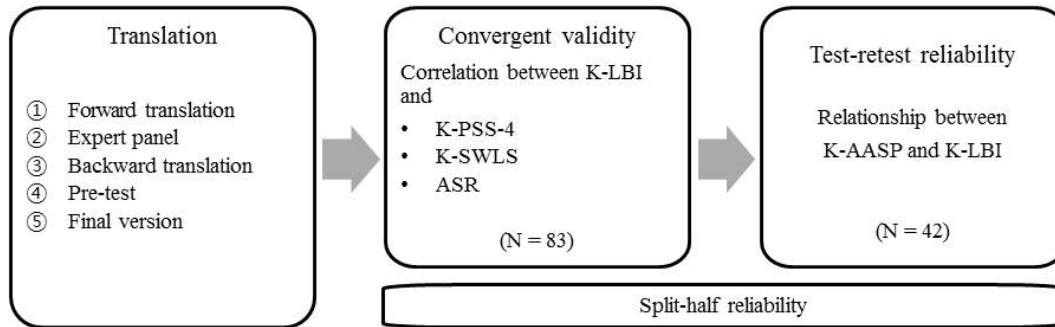 Translation
① Forward translation
② Expert panel
③ Backward translation
④ Pre-test
⑤ Final version
Convergent validity
Correlation between K-LBI
and
• K-PSS-4
• K-SWLS
• ASR
(N = 83)
Test-retest reliability
Relationship between
K-AASP and K-LBI
(N = 42)
Split-half reliability